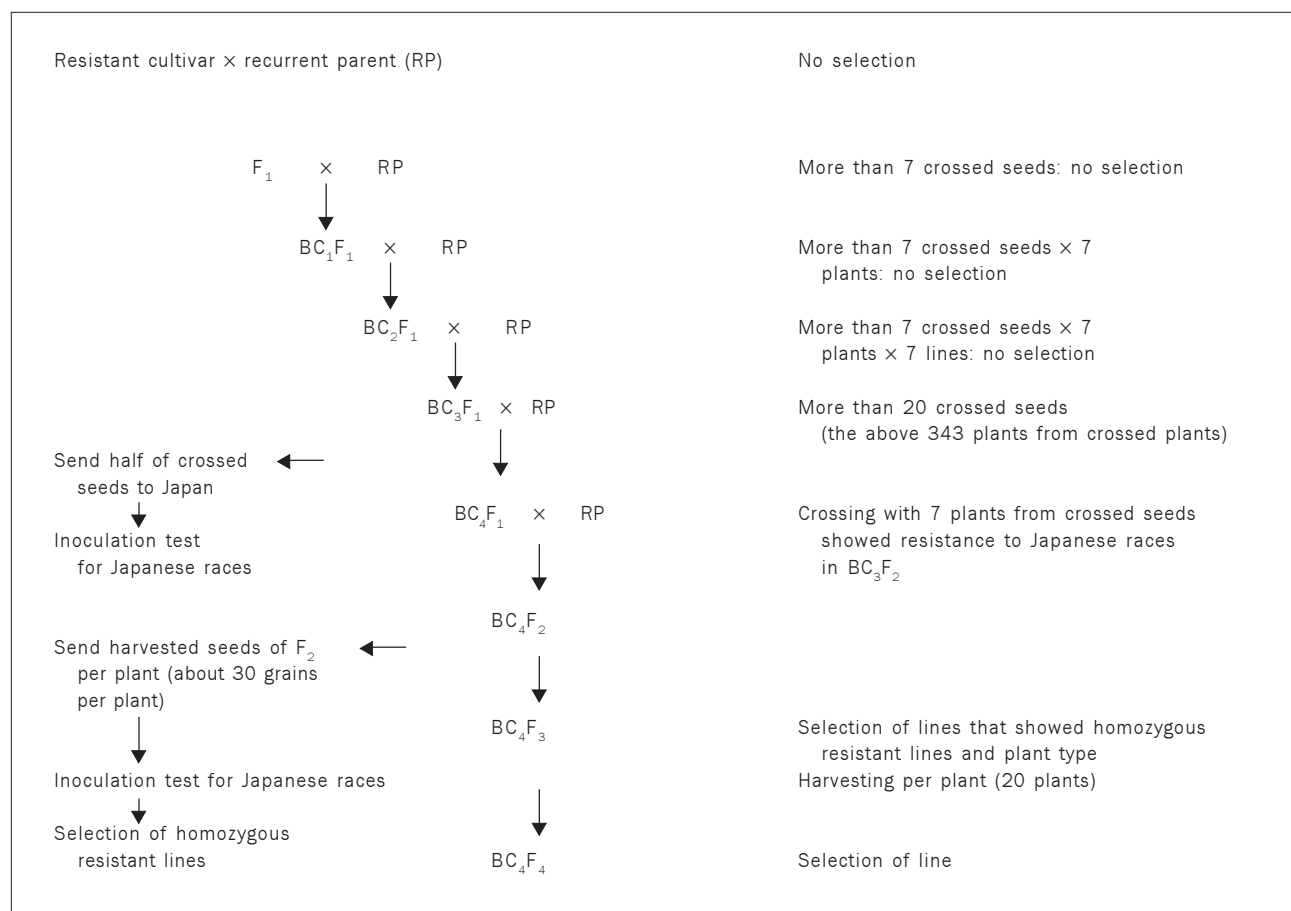 Resistant cultivar × recurrent parent (RP)
No selection
F₁ × RP
More than 7 crossed seeds: no selection
BC₁F₁ × RP
More than 7 crossed seeds × 7
plants: no selection
BC₂F₁ × RP
More than 7 crossed seeds × 7
plants × 7 lines: no selection
BC₃F₁ × RP
More than 20 crossed seeds
(the above 343 plants from crossed plants)
Send half of crossed
seeds to Japan
Inoculation test
for Japanese races
BC₄F₁ × RP
Crossing with 7 plants from crossed seeds
showed resistance to Japanese races
in BC₃F₂
BC₄F₂
Send harvested seeds of F₂
per plant (about 30 grains
per plant)
BC₄F₃
Selection of lines that showed homozygous
resistant lines and plant type
Harvesting per plant (20 plants)
Inoculation test for Japanese races
Selection of homozygous
resistant lines
BC₄F₄
Selection of line